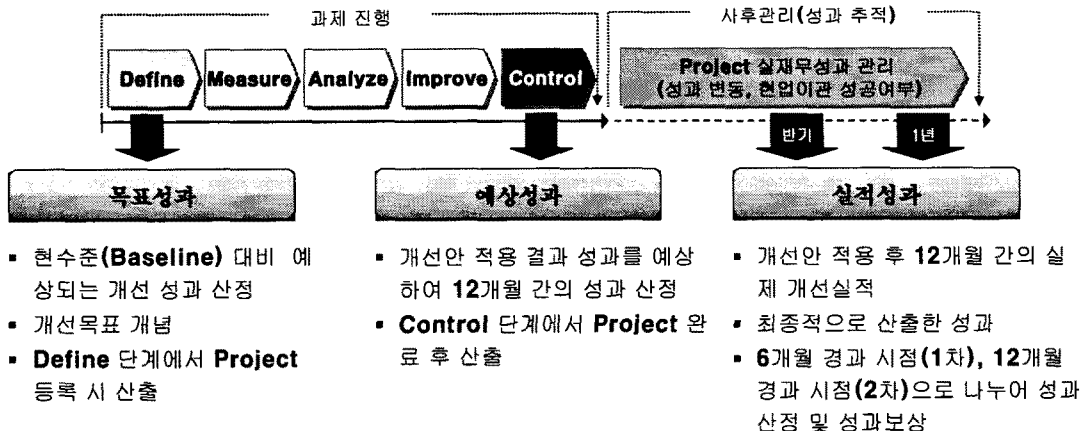 과제 진행
사후관리(성과 추적)
Define
Measure
Analyze
Improve
Control
Project 실재무성과 관리
(성과 변동, 현업이관 성공여부)
반기
1년
목표성과
현수준(Baseline) 대비 예
상되는 개선 성과 산정
개선목표 개념
Define 단계에서 Project
등록 시 산출
예상성과
개선안 적용 결과 성과를 예상
하여 12개월 간의 성과 산정
Control 단계에서 Project 완
료 후 산출
실적성과
개선안 적용 후 12개월 간의 실
제 개선실적
최종적으로 산출한 성과
6개월 경과 시점(1차), 12개월
경과 시점(2차)으로 나누어 성과
산정 및 성과보상